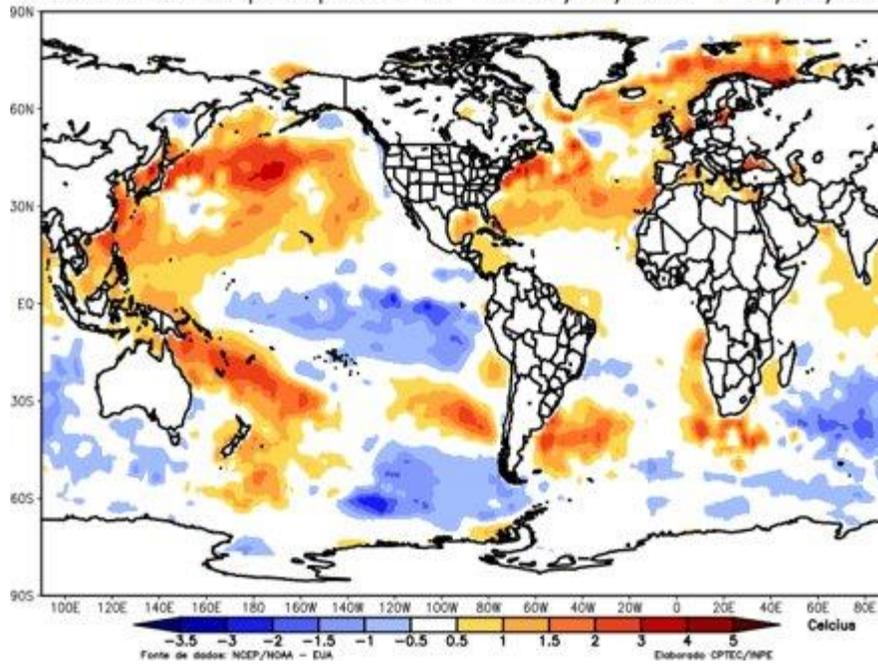 90N
60N
30N
EQ
30S
60S
90S
100E 120E 140E 160E 180 160W 140W 120W 100W 80W 60W 40W 20W 0 20E 40E 60E 80E
-3.5 -3 -2 -1.5 -1 -0.5 0.5 1 1.5 2 3 4 5 Celcius
Fonte de dados: NCEP/NOAA - EUA Elaborado CPTEC/INPE